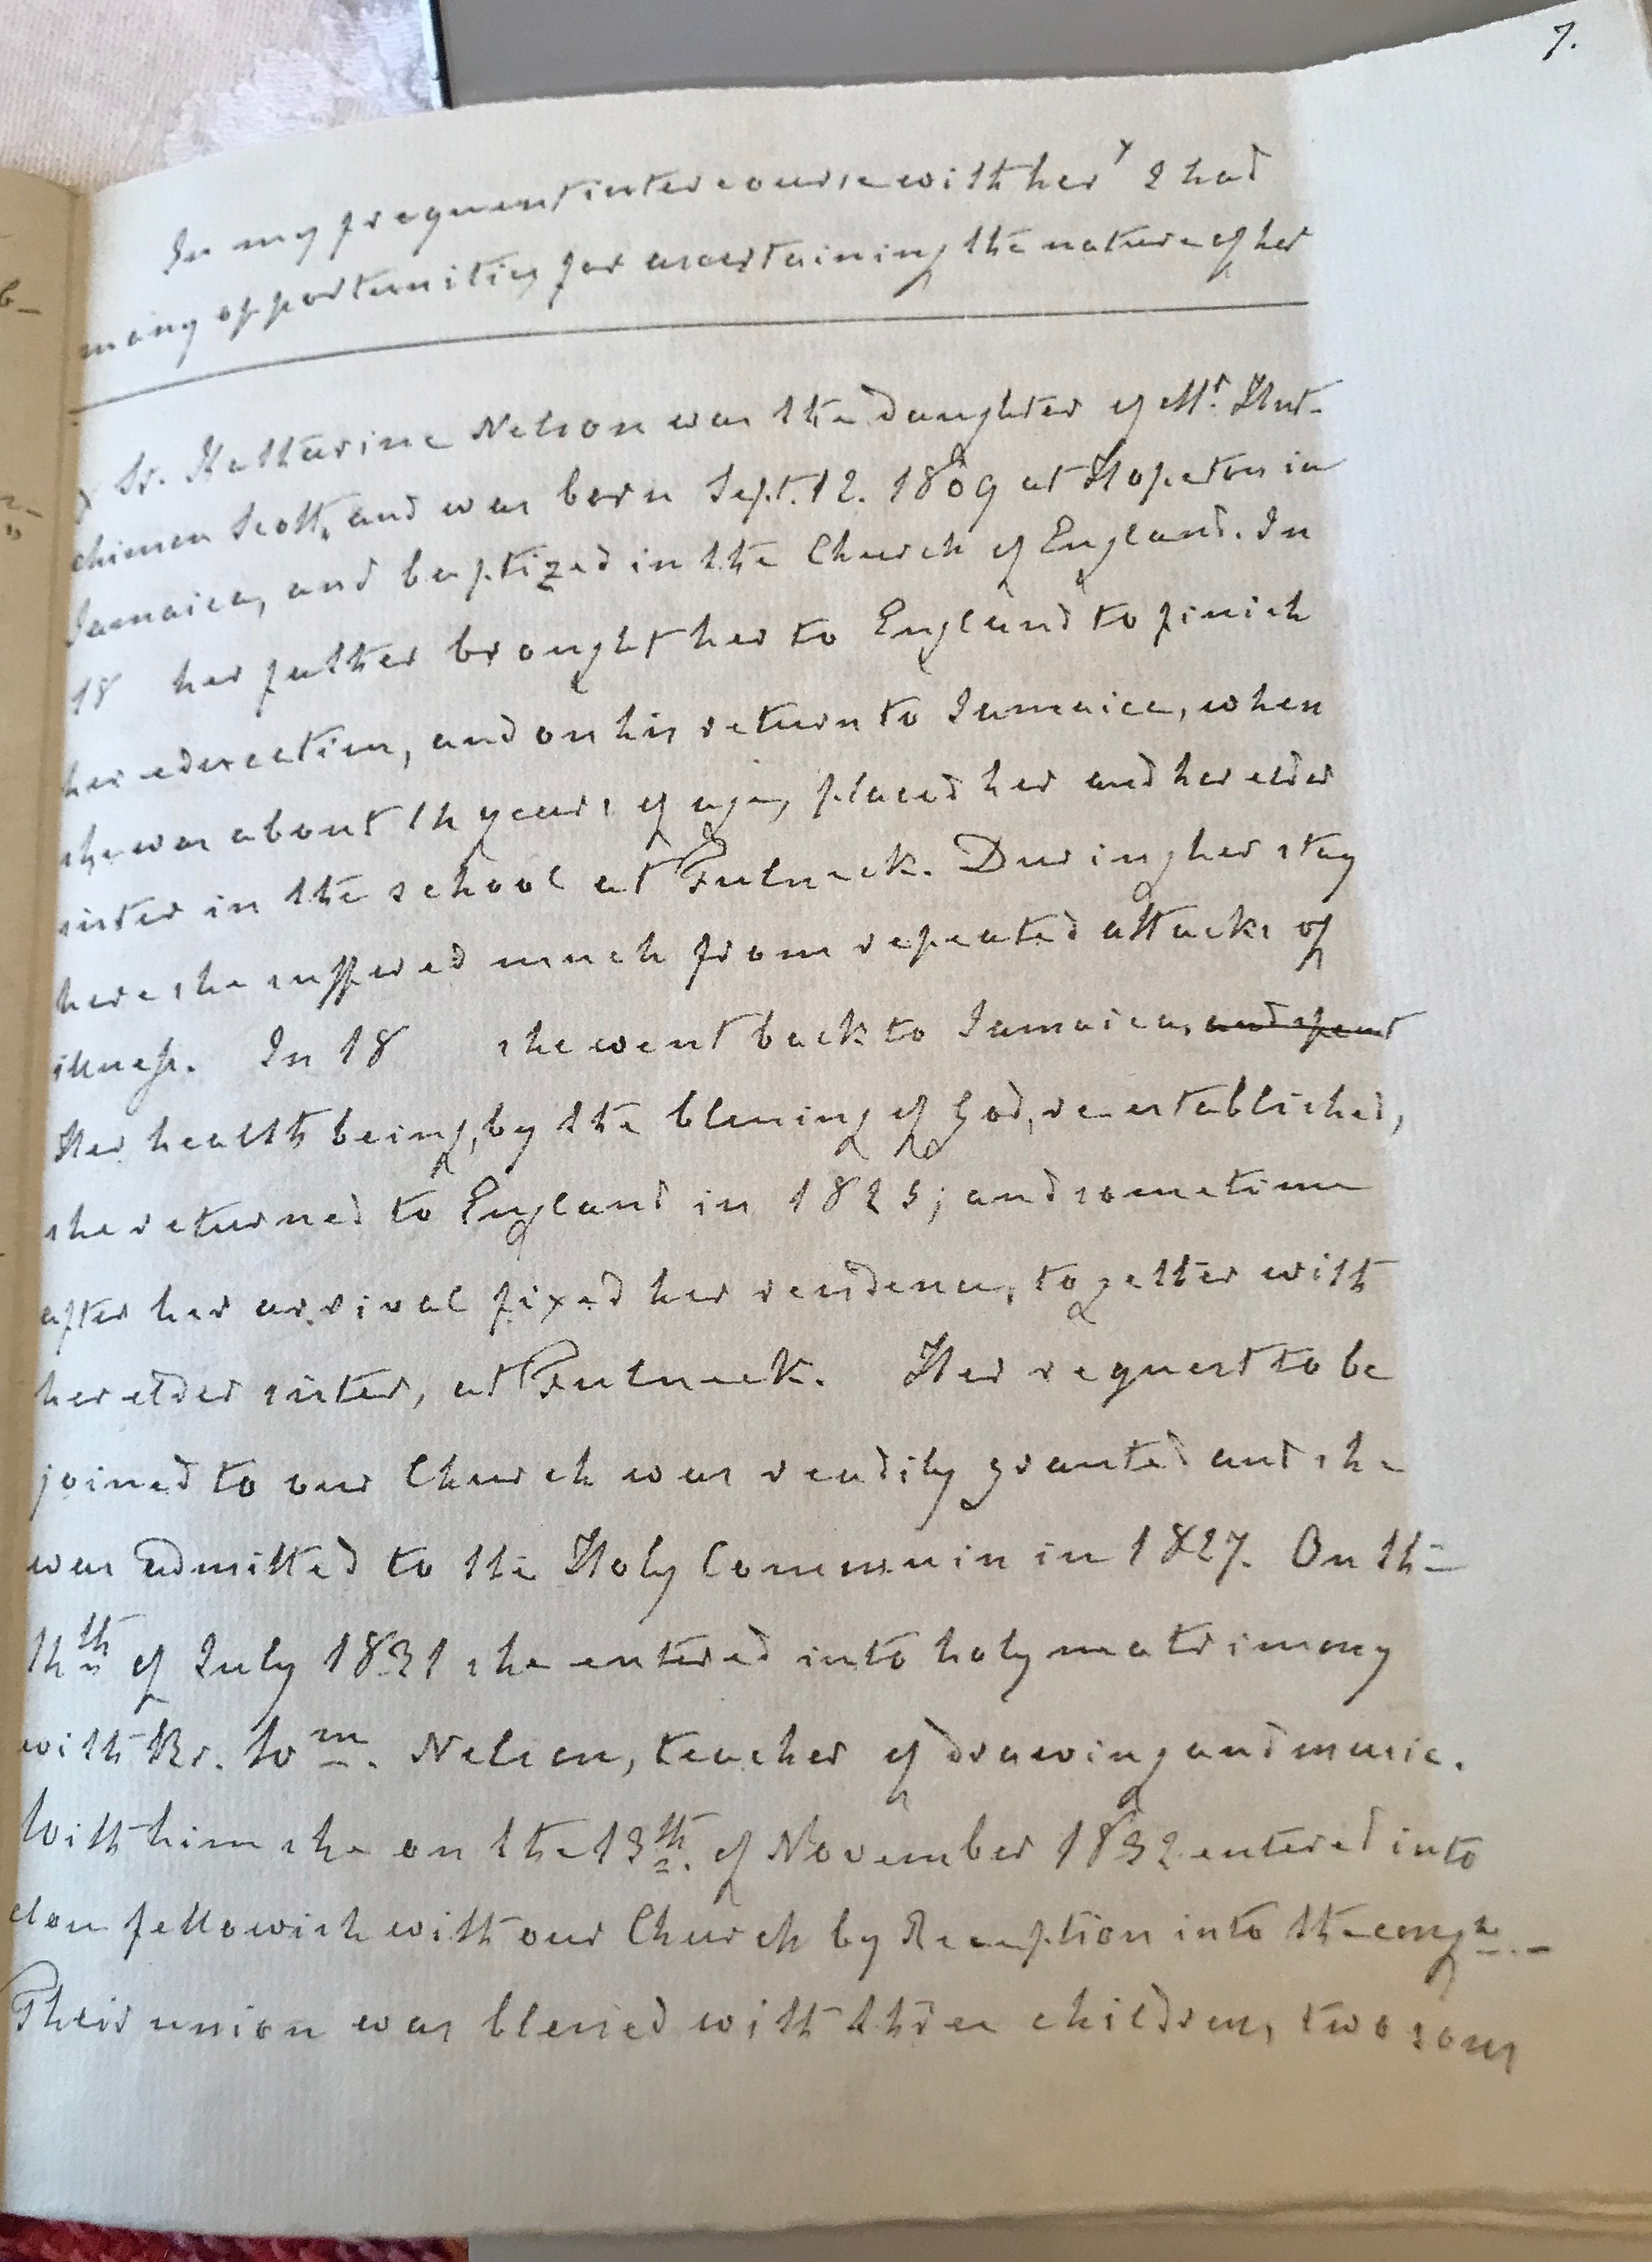 7.
In my frequent intercourse with her x I had
many opportunities for ascertaining the nature of her
Sr. Katharine Nelson was the daughter of Mr. Hut-
chinson Scott, and was born Sept. 12. 1809 at Hopeton in
Jamaica, and baptized in the Church of England. In
18 her father brought her to England to finish
her education, and on his return to Jamaica, when
she was about 14 years of age, placed her and her elder
sister in the school at Fulneck. During her stay
here she suffered much from repeated attacks of
illness. In 18 she went back to Jamaica, and spent
Her health being, by the blessing of God, re-established,
she returned to England in 1825; and sometime
after her arrival fixed her residence, together with
her elder sister, at Fulneck. Her request to be
joined to our Church was readily granted and she
was admitted to the Holy Communin in 1827. On the
14th of July 1831 she entered into holy matrimony
with Br. Wm. Nelson, teacher of drawing and music.
With him she on the 13th. of November 1832 entered into
closer fellowish with our Church by Reception into the congn. -
Their union was blessed with three children, two sons